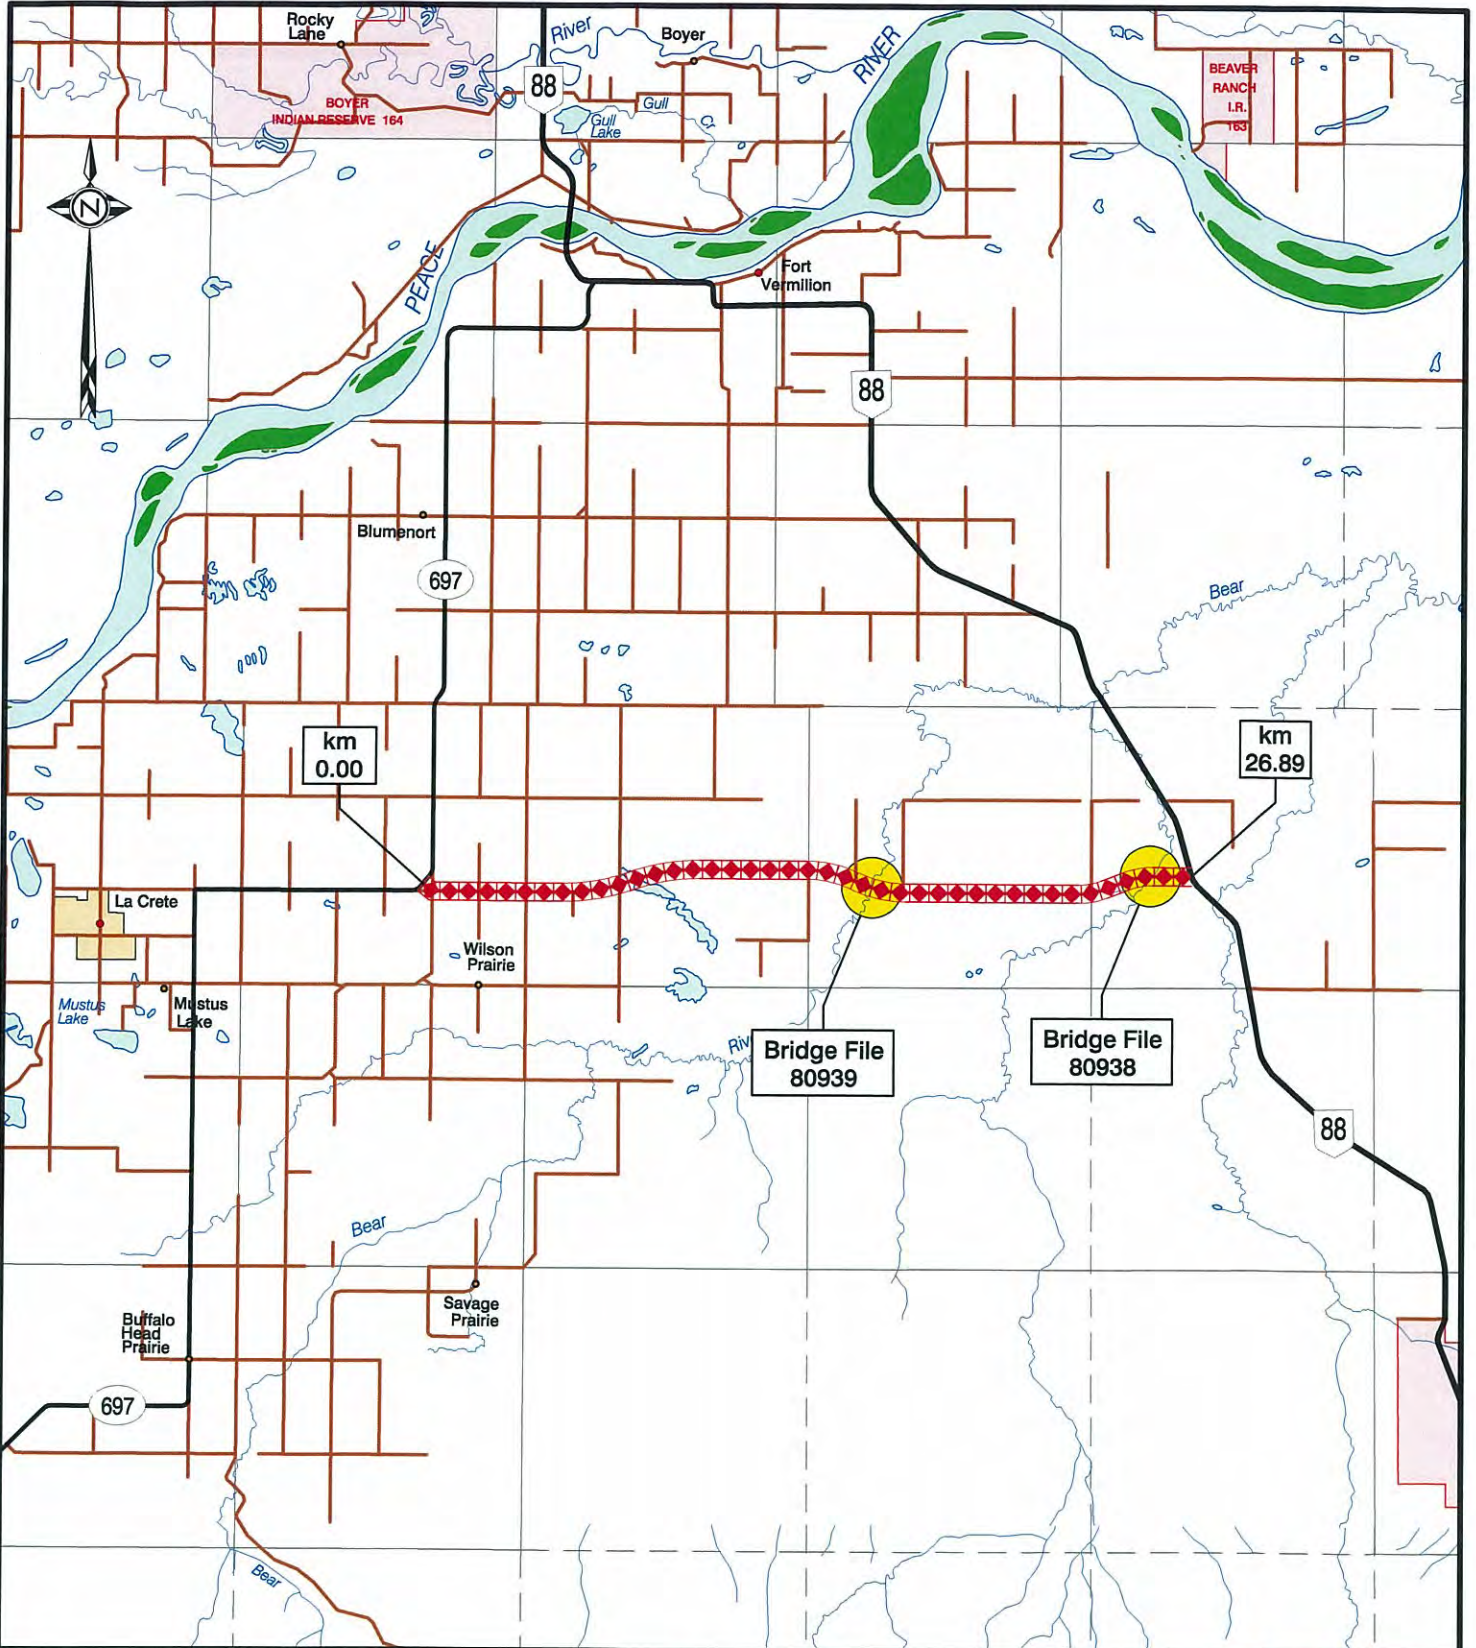 Rocky
Lane
River
Boyer
RIVER
88
BEAVER
RANCH
I.R.
163
BOYER
INDIAN RESERVE 164
Gull
Gull
Lake
Cr
N
PEACE
Fort
Vermilion
88
Blumenort
697
Bear
km
0.00
km
26.89
La Crete
Wilson
Prairie
Mustus
Lake
Mustus
Lake
Bridge File
80939
Bridge File
80938
88
Bear
Savage
Prairie
Buffalo
Head
Prairie
697
Bear